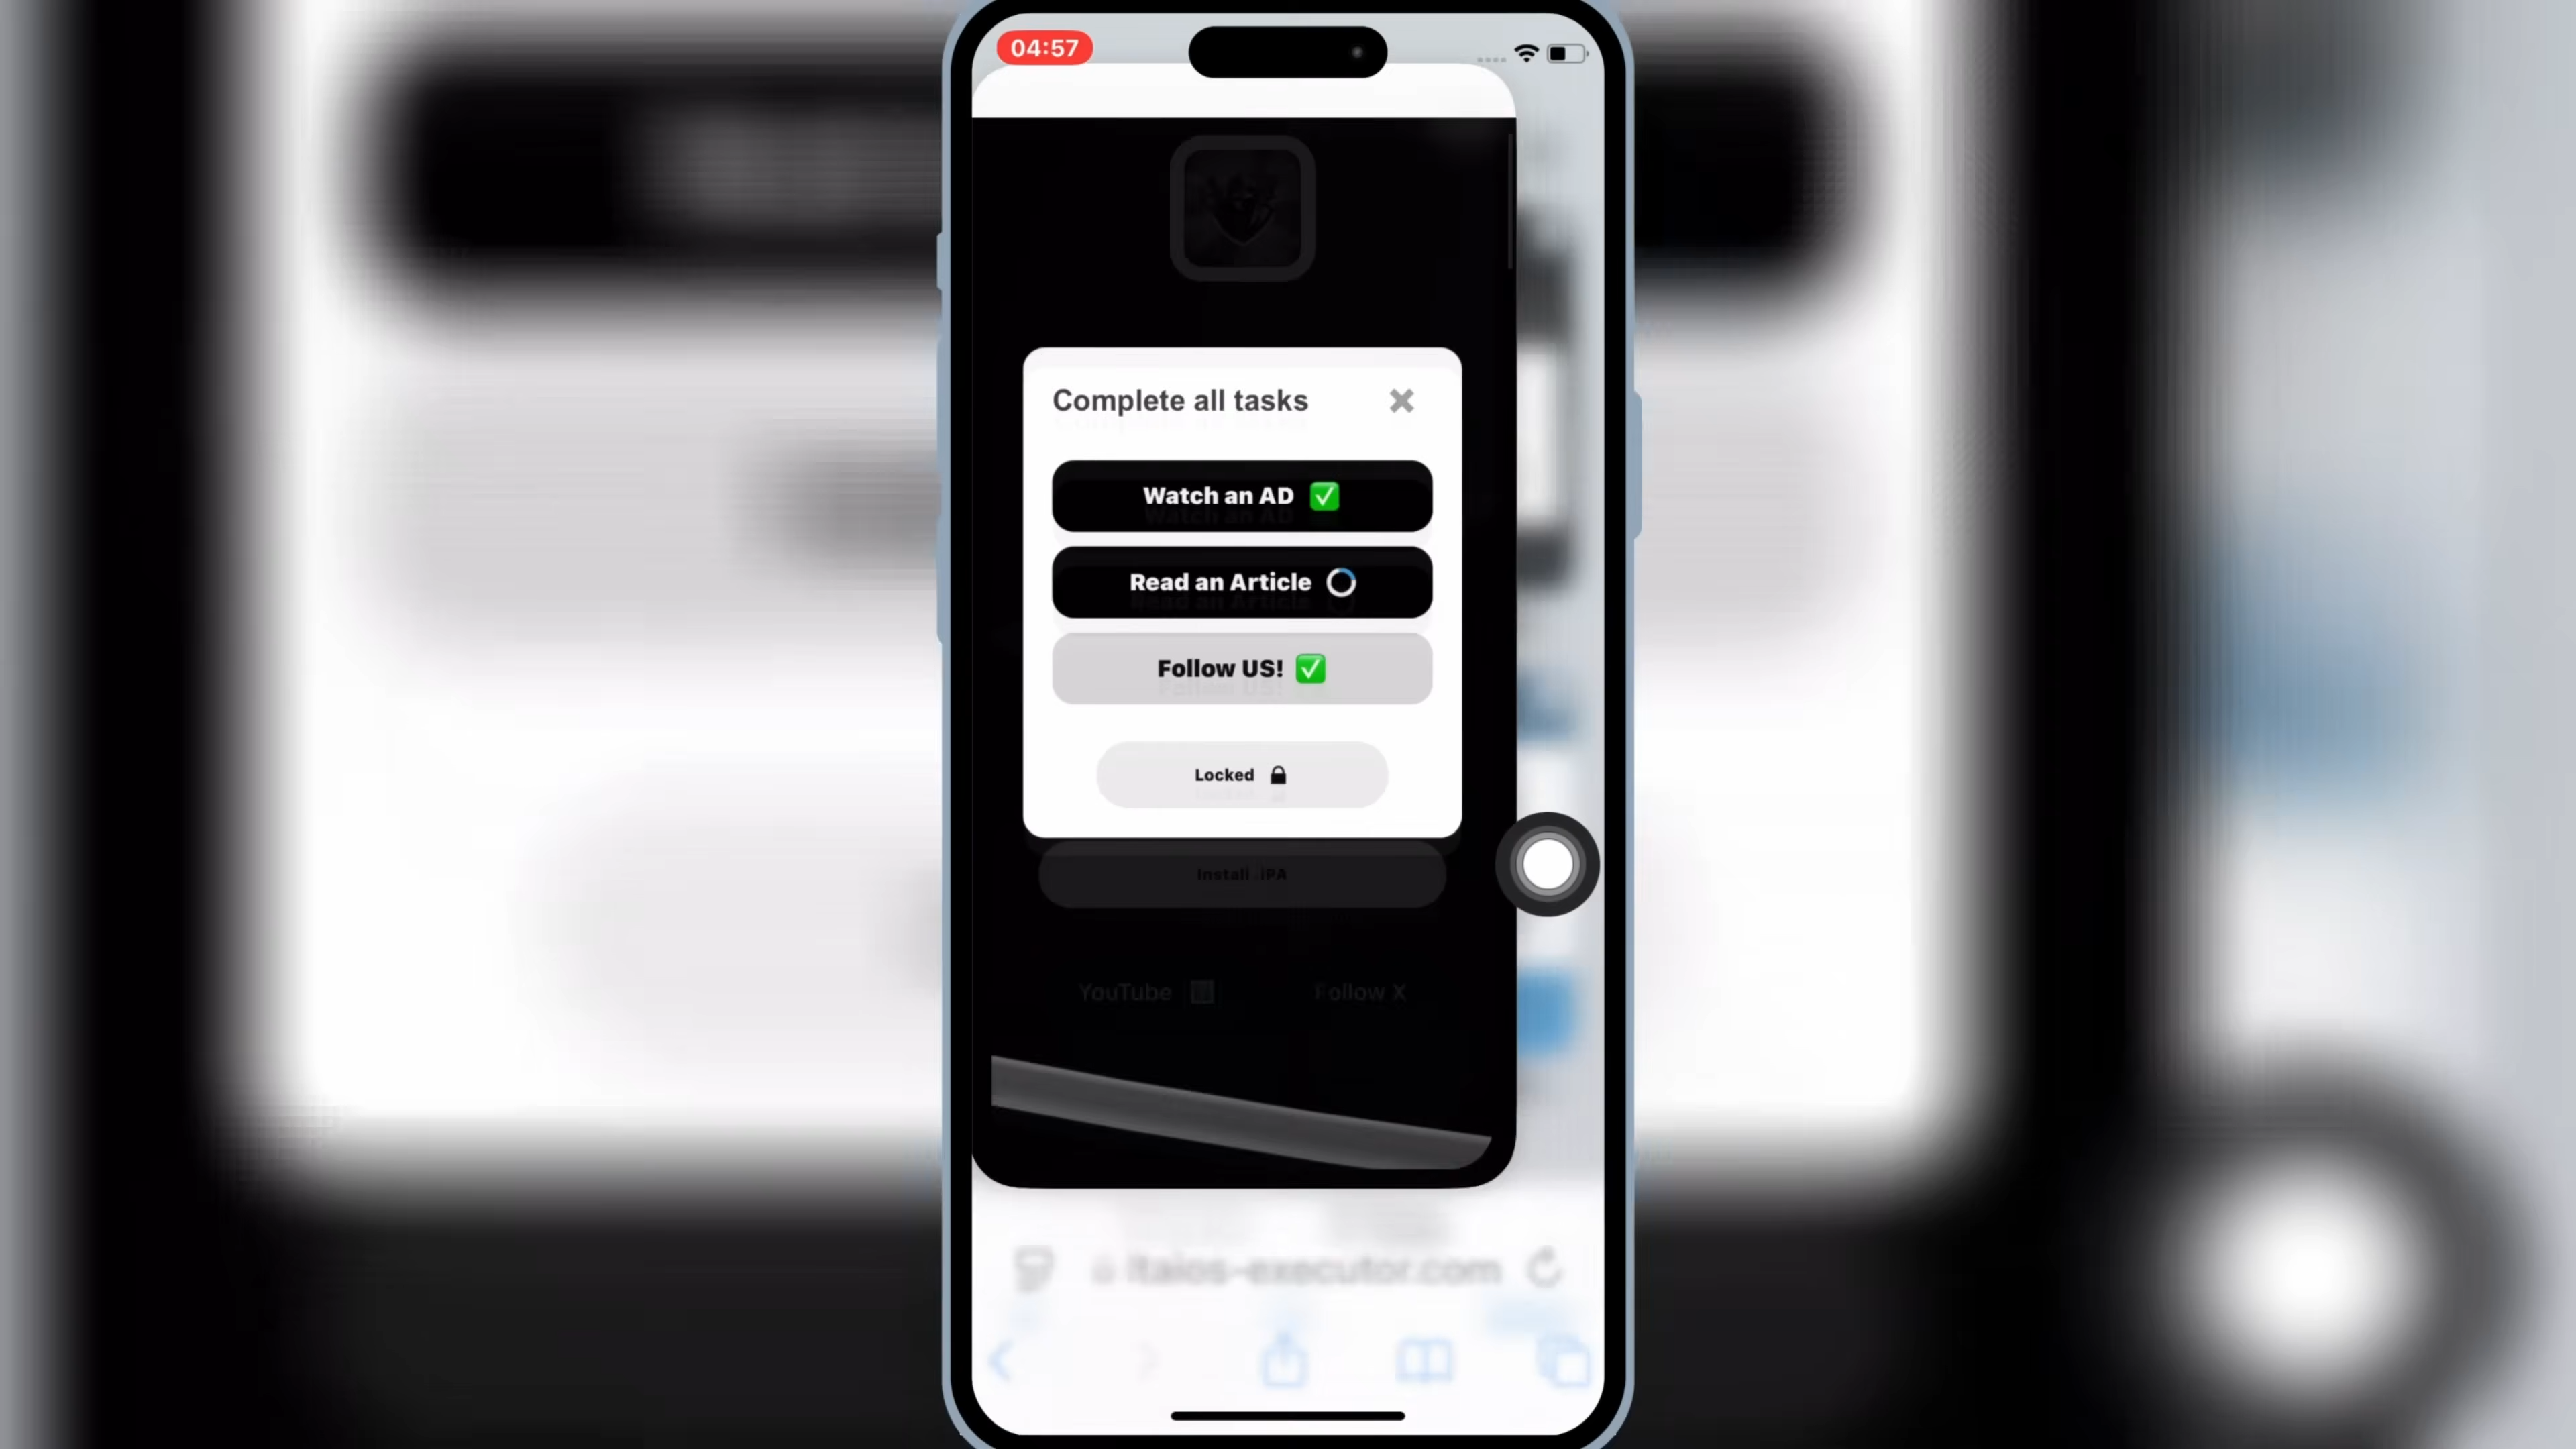 04:57
Complete all tasks
Watch an AD
Read an Article
Follow US!
Locked
Install .iPA
YouTube
Follow X
ltaios-executor.com